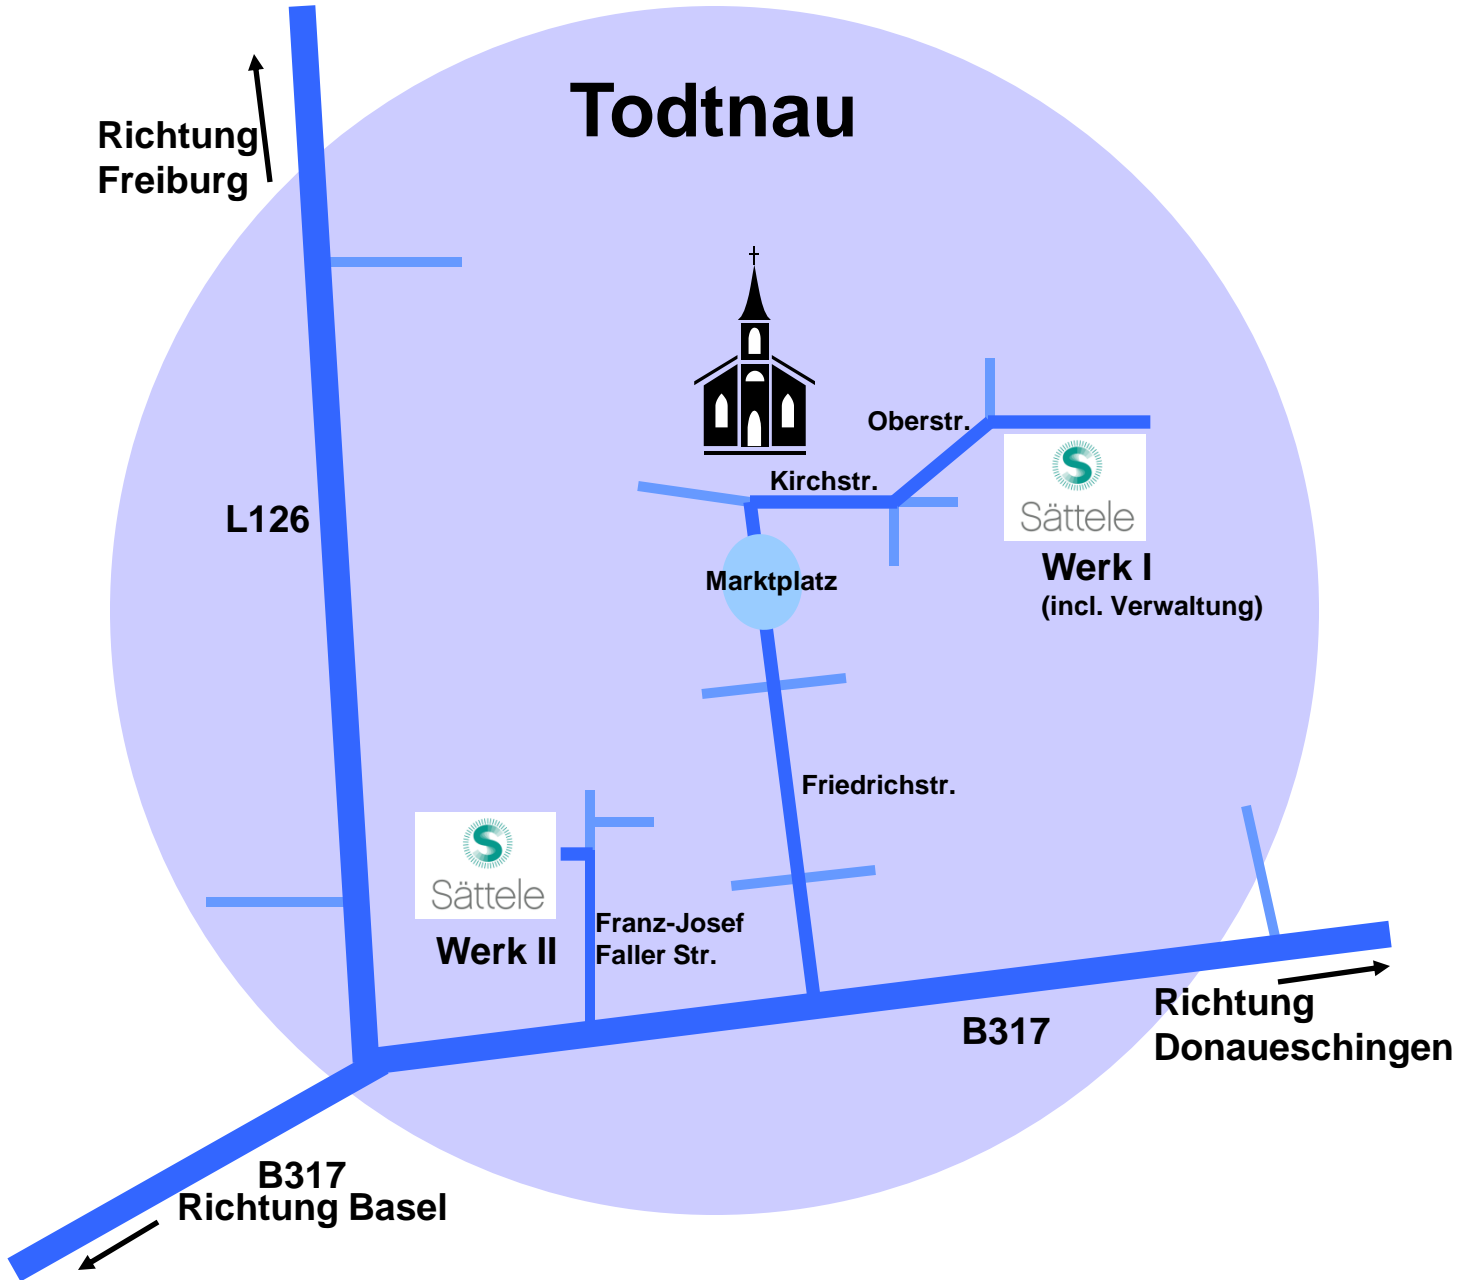 Todtnau
Richtung
Freiburg
Oberstr.
Kirchstr.
S
Sättele
L126
Werk I
(incl. Verwaltung)
Marktplatz
Friedrichstr.
S
Sättele
Werk II
Franz-Josef
Faller Str.
Richtung
Donaueschingen
B317
B317
Richtung Basel